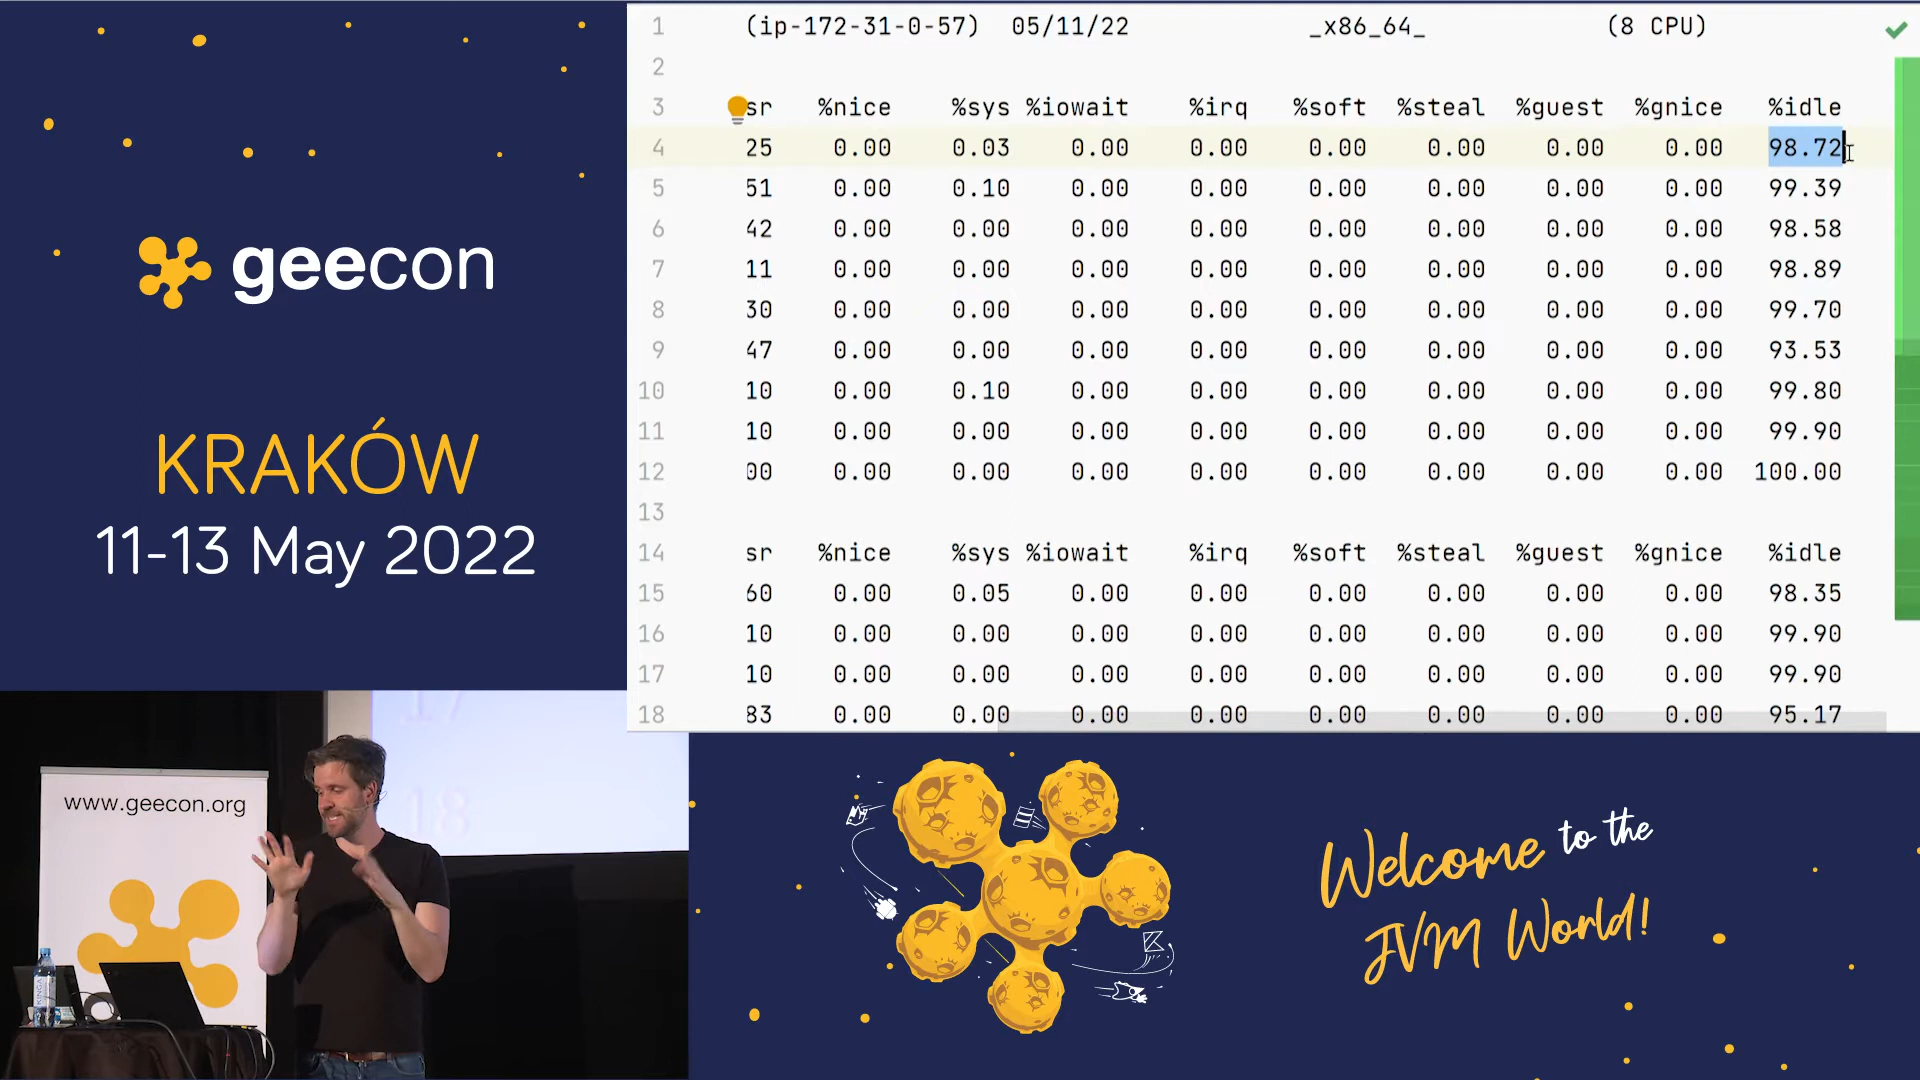 geecon
KRAKÓW
11-13 May 2022
1 (ip-172-31-0-57) 05/11/22 _x86_64_ (8 CPU)
2
3 sr %nice %sys %iowait %irq %soft %steal %guest %gnice %idle
4 25 0.00 0.03 0.00 0.00 0.00 0.00 0.00 0.00 98.72
5 51 0.00 0.10 0.00 0.00 0.00 0.00 0.00 0.00 99.39
6 42 0.00 0.00 0.00 0.00 0.00 0.00 0.00 0.00 98.58
7 11 0.00 0.00 0.00 0.00 0.00 0.00 0.00 0.00 98.89
8 30 0.00 0.00 0.00 0.00 0.00 0.00 0.00 0.00 99.70
9 47 0.00 0.00 0.00 0.00 0.00 0.00 0.00 0.00 93.53
10 10 0.00 0.10 0.00 0.00 0.00 0.00 0.00 0.00 99.80
11 10 0.00 0.00 0.00 0.00 0.00 0.00 0.00 0.00 99.90
12 00 0.00 0.00 0.00 0.00 0.00 0.00 0.00 0.00 100.00
13
14 sr %nice %sys %iowait %irq %soft %steal %guest %gnice %idle
15 60 0.00 0.05 0.00 0.00 0.00 0.00 0.00 0.00 98.35
16 10 0.00 0.00 0.00 0.00 0.00 0.00 0.00 0.00 99.90
17 10 0.00 0.00 0.00 0.00 0.00 0.00 0.00 0.00 99.90
18 83 0.00 0.00 0.00 0.00 0.00 0.00 0.00 0.00 95.17
17
18
www.geecon.org
KINGA
Welcome to the
JVM World!